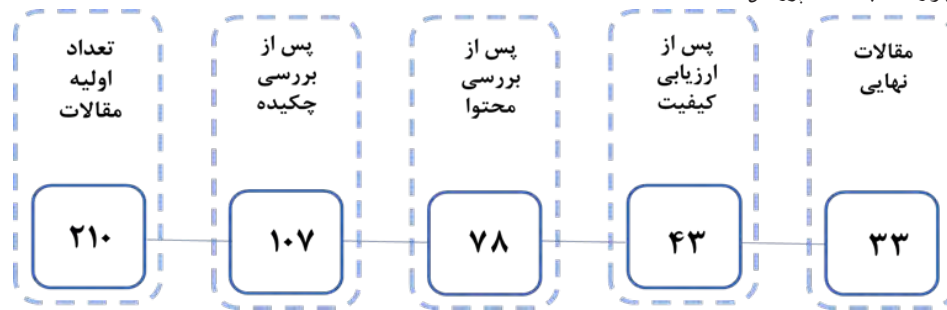 تعداد
اولیه
مقالات
۲۱۰
پس از
بررسی
چکیده
۱۰۷
پس از
بررسی
محتوا
۷۸
پس از
ارزیابی
کیفیت
۴۳
مقالات
نهایی
۳۳